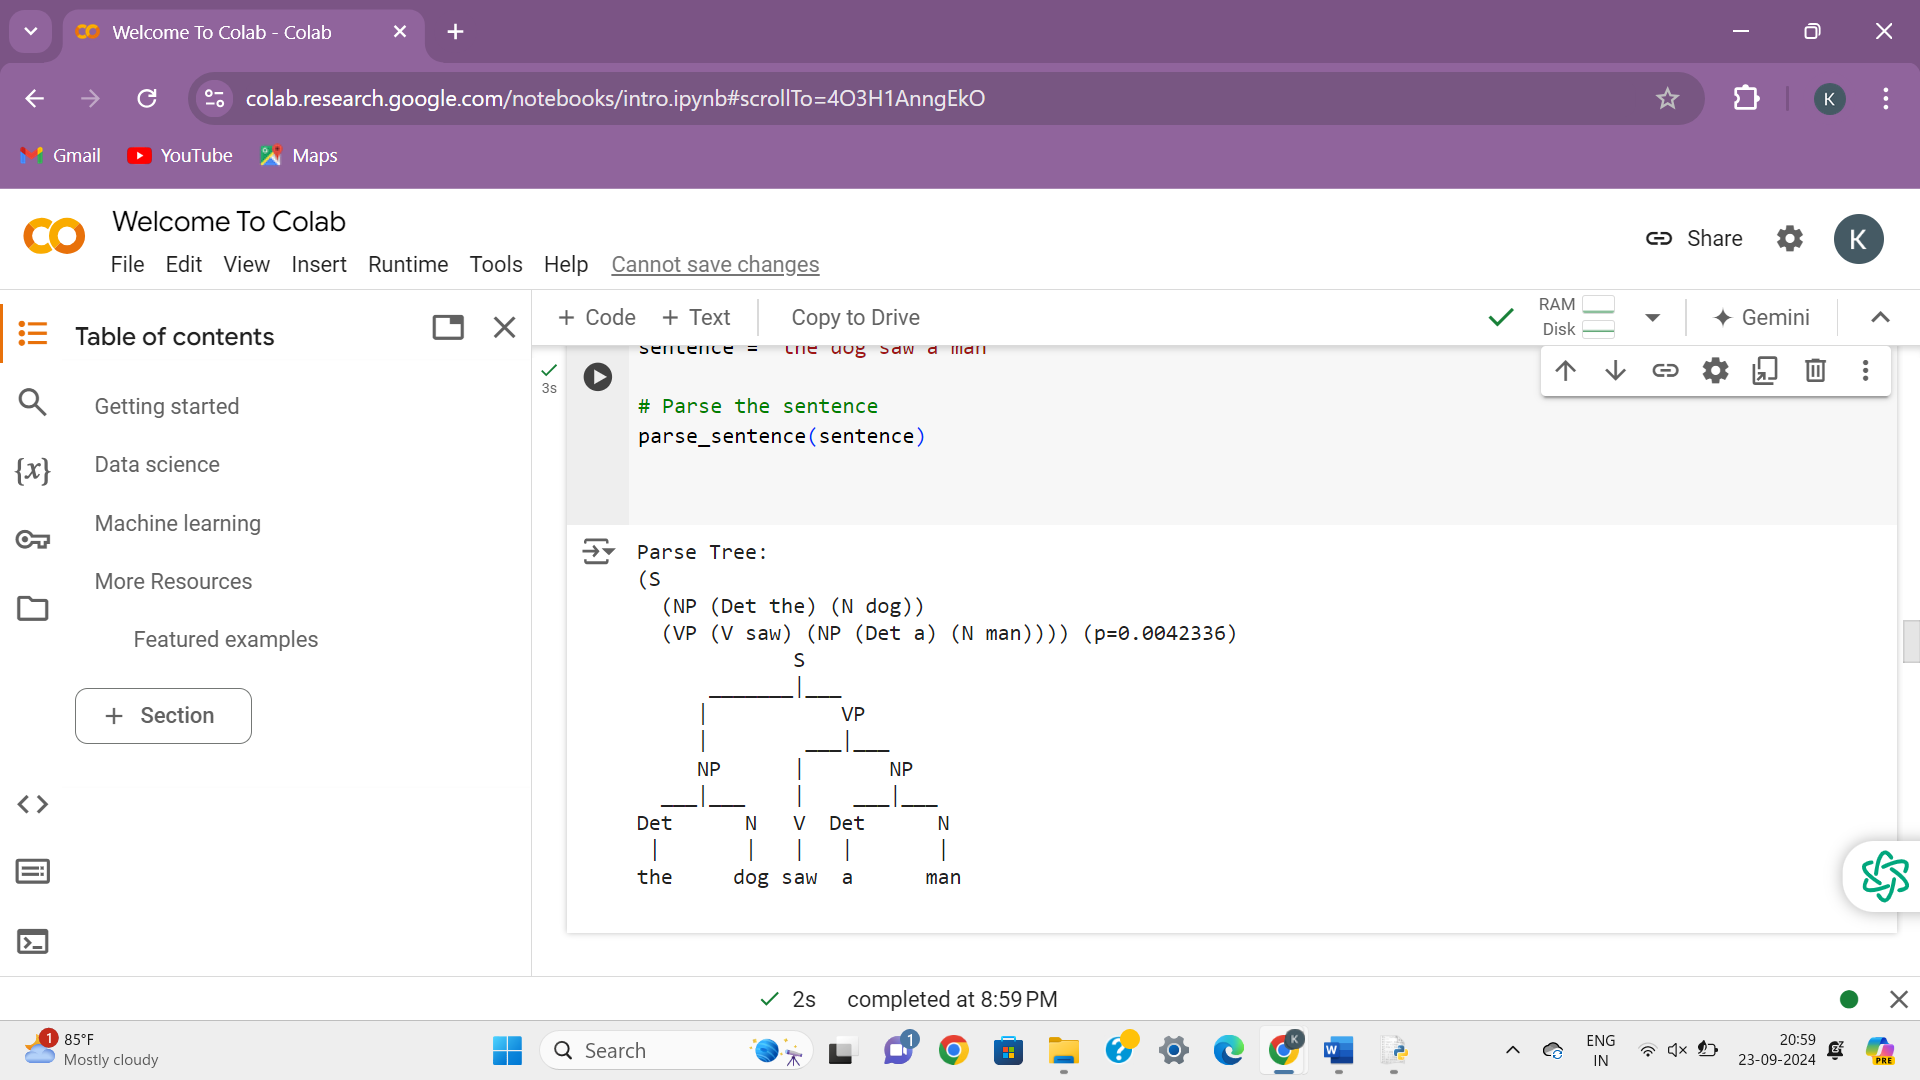 Welcome To Colab - Colab
colab.research.google.com/notebooks/intro.ipynb#scrollTo=4O3H1AnngEkO
K
Gmail YouTube Maps
Welcome To Colab
File Edit View Insert Runtime Tools Help Cannot save changes
Share
K
Table of contents
Getting started
Data science
Machine learning
More Resources
Featured examples
+ Section
{x}
+ Code + Text Copy to Drive
RAM
Disk
Gemini
3s
sentence = "the dog saw a man"
# Parse the sentence
parse_sentence(sentence)
Parse Tree:
(S
(NP (Det the) (N dog))
(VP (V saw) (NP (Det a) (N man)))) (p=0.0042336)
S
_______|___
| VP
| ___|___
NP | NP
___|___ | ___|___
Det N V Det N
| | | | |
the dog saw a man
2s completed at 8:59 PM
1
85°F
Mostly cloudy
Search
1
K
W
ENG
IN
20:59
23-09-2024
PRE